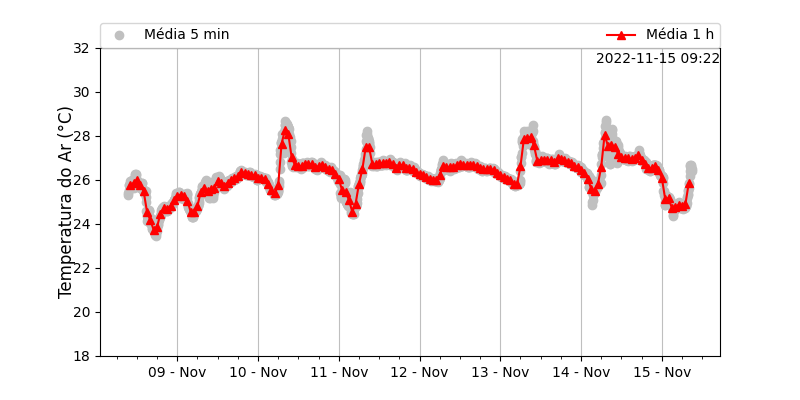 Média 5 min
Média 1 h
2022-11-15 09:22
Temperatura do Ar (°C)
32
30
28
26
24
22
20
18
09 - Nov
10 - Nov
11 - Nov
12 - Nov
13 - Nov
14 - Nov
15 - Nov